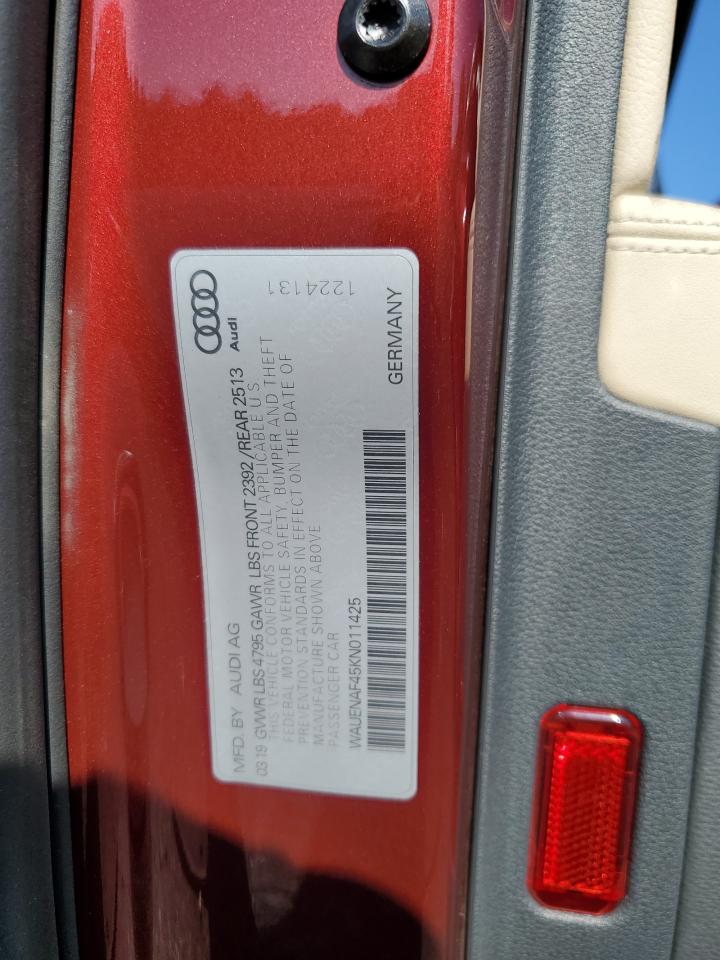 MFD. BY AUDI AG
Audi
03 19 GVWR LBS 4795 GAWR LBS FRONT 2392/REAR 2513
THIS VEHICLE CONFORMS TO ALL APPLICABLE U S
FEDERAL MOTOR VEHICLE SAFETY, BUMPER AND THEFT
PREVENTION STANDARDS IN EFFECT ON THE DATE OF
MANUFACTURE SHOWN ABOVE
1224131
PASSENGER CAR
WAUENAF45KN011425
GERMANY